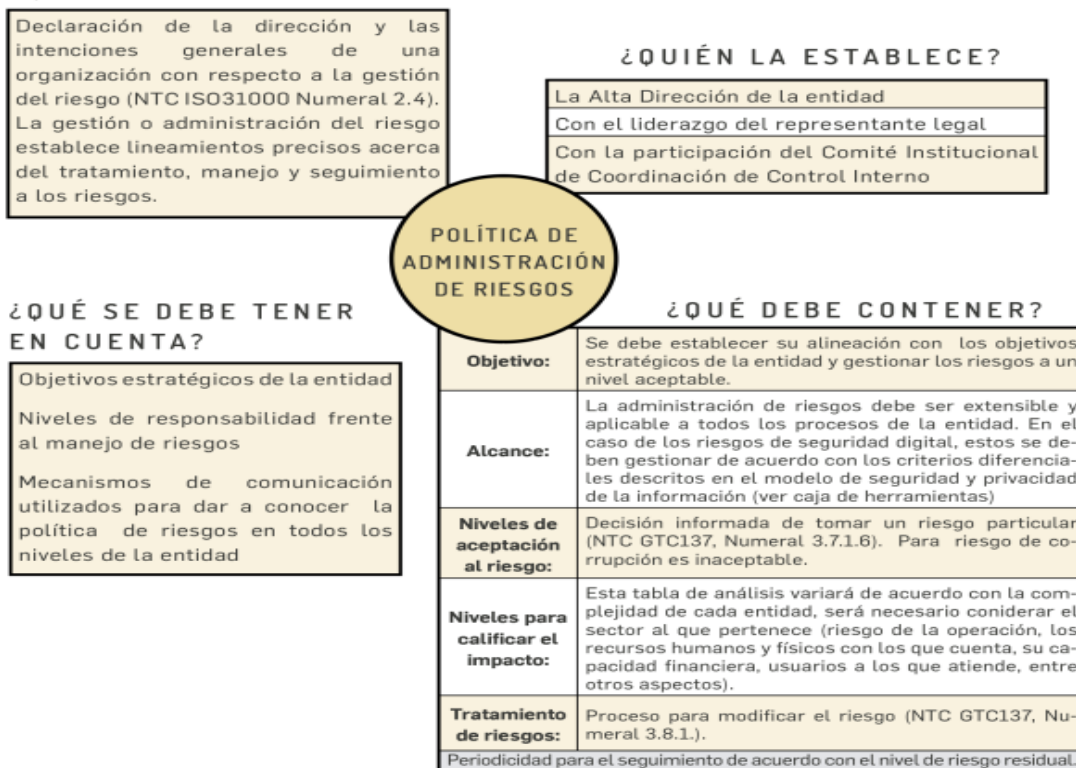 Declaración de la dirección y las
intenciones generales de una
organización con respecto a la gestión
del riesgo (NTC ISO31000 Numeral 2.4).
La gestión o administración del riesgo
establece lineamientos precisos acerca
del tratamiento, manejo y seguimiento
a los riesgos.
¿QUIÉN LA ESTABLECE?
La Alta Dirección de la entidad
Con el liderazgo del representante legal
Con la participación del Comité Institucional
de Coordinación de Control Interno
POLÍTICA DE
ADMINISTRACIÓN
DE RIESGOS
¿QUÉ SE DEBE TENER
EN CUENTA?
Objetivos estratégicos de la entidad
Niveles de responsabilidad frente
al manejo de riesgos
Mecanismos de comunicación
utilizados para dar a conocer la
política de riesgos en todos los
niveles de la entidad
¿QUÉ DEBE CONTENER?
Objetivo:
Se debe establecer su alineación con los objetivos
estratégicos de la entidad y gestionar los riesgos a un
nivel aceptable.
Alcance:
La administración de riesgos debe ser extensible y
aplicable a todos los procesos de la entidad. En el
caso de los riesgos de seguridad digital, estos se de-
ben gestionar de acuerdo con los criterios diferencia-
les descritos en el modelo de seguridad y privacidad
de la información (ver caja de herramientas)
Niveles de
aceptación
al riesgo:
Decisión informada de tomar un riesgo particular
(NTC GTC137, Numeral 3.7.1.6). Para riesgo de co-
rrupción es inaceptable.
Niveles para
calificar el
impacto:
Esta tabla de análisis variará de acuerdo con la com-
plejidad de cada entidad, será necesario coniderar el
sector al que pertenece (riesgo de la operación, los
recursos humanos y físicos con los que cuenta, su ca-
pacidad financiera, usuarios a los que atiende, entre
otros aspectos).
Tratamiento
de riesgos:
Proceso para modificar el riesgo (NTC GTC137, Nu-
meral 3.8.1.).
Periodicidad para el seguimiento de acuerdo con el nivel de riesgo residual.